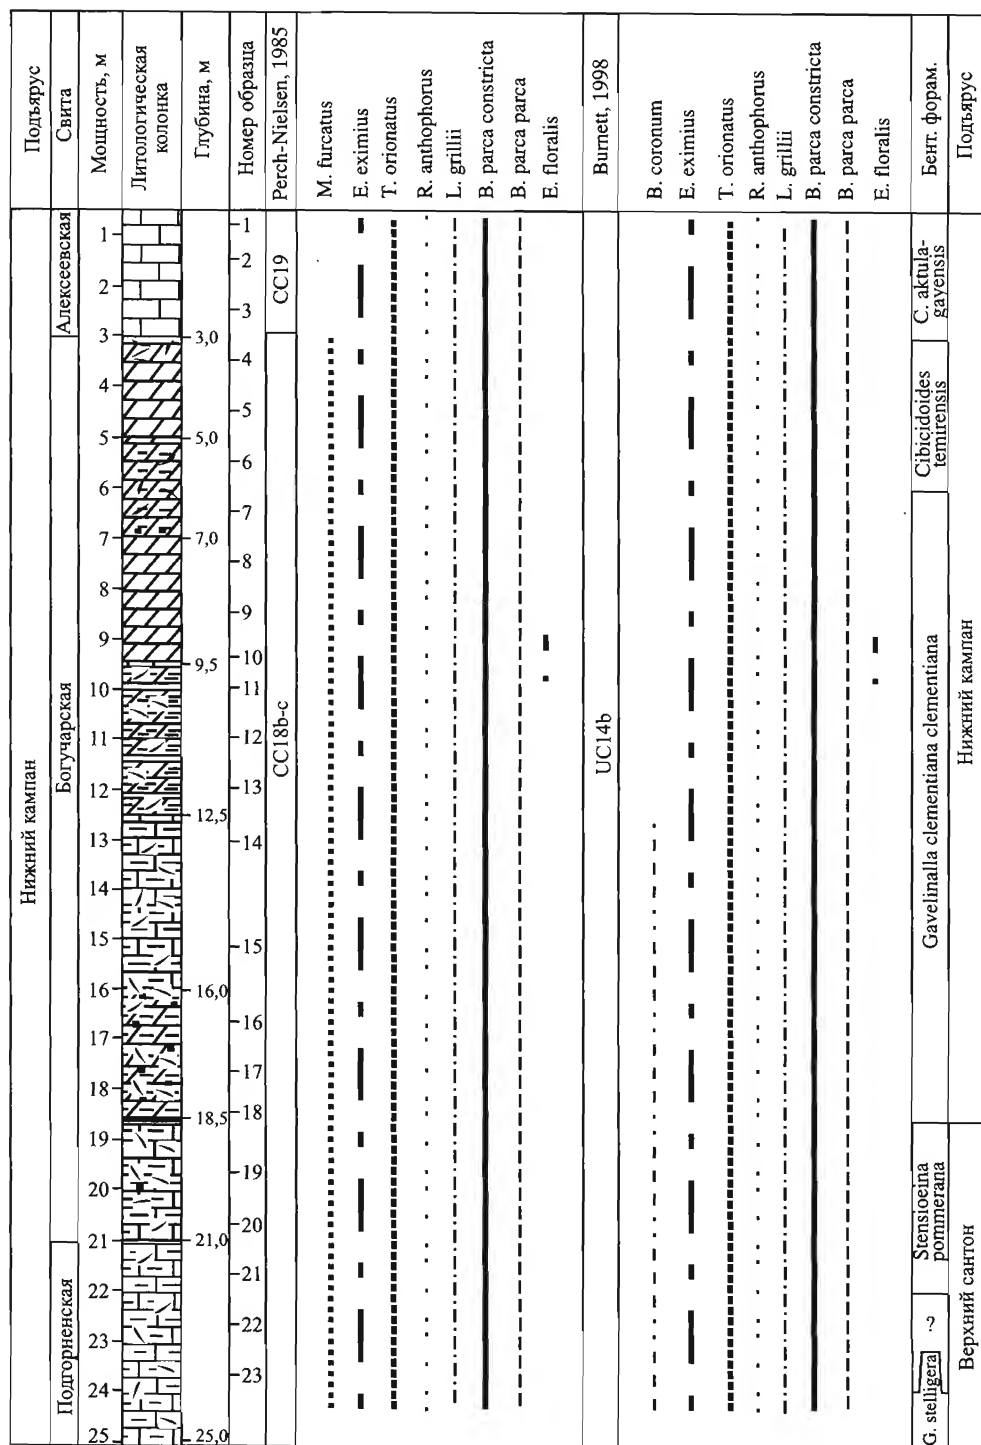 Подъярус
Свита
Мощность, м
Литологическая
колонка
Глубина, м
Номер образца
Perch-Nielsen, 1985
M. furcatus
E. eximius
T. orionatus
R. anthophorus
L. grillii
B. parca constricta
B. parca parca
E. floralis
Burnett, 1998
B. coronum
E. eximius
T. orionatus
R. anthophorus
L. grillii
B. parca constricta
B. parca parca
E. floralis
Бент. форам.
Подъярус
Нижний кампан
Алексеевская
Богучарская
Подгорненская
1
2
3
4
5
6
7
8
9
10
11
12
13
14
15
16
17
18
19
20
21
22
23
24
25
3,0
5,0
7,0
9,5
12,5
16,0
18,5
21,0
25,0
1
2
3
4
5
6
7
8
9
10
11
12
13
14
15
16
17
18
19
20
21
22
23
CC19
CC18b-c
UC14b
C. aktula-
gayensis
Cibicidoides
temirensis
Gavelinalla clementiana clementiana
Stensioeina
pommerana
?
G. stelligera
Нижний кампан
Верхний сантон